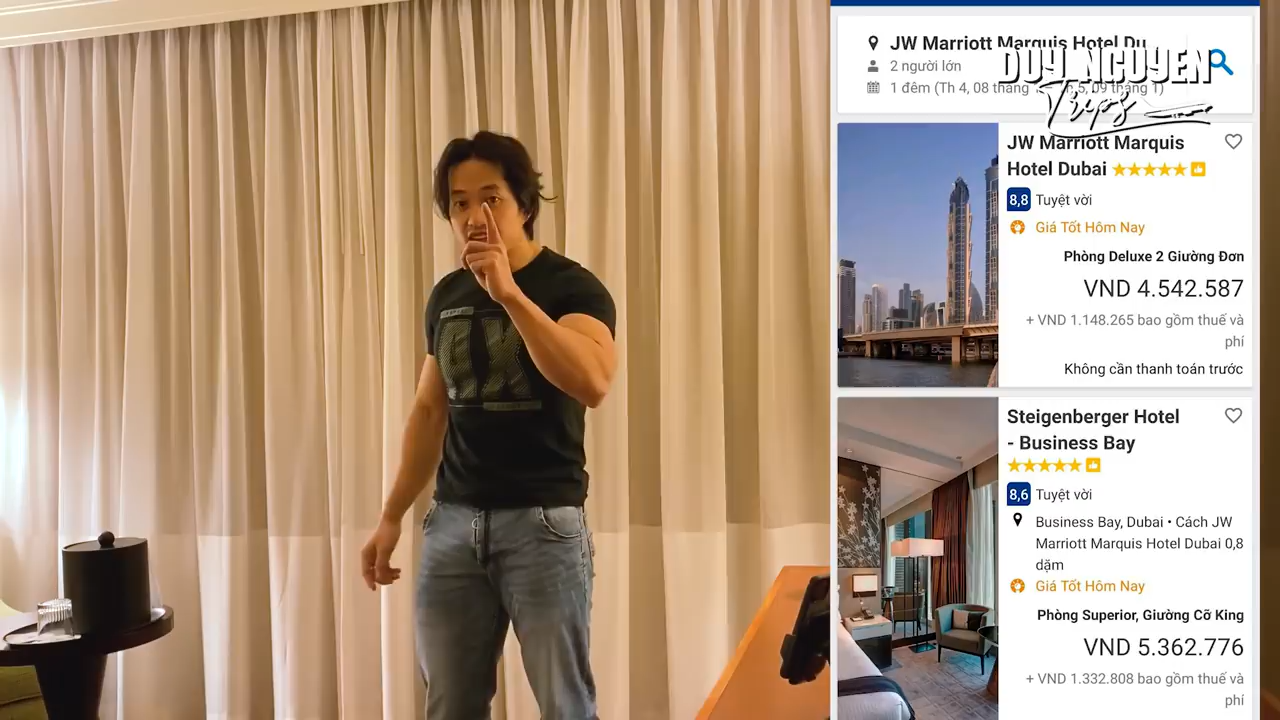 JW Marriott Marquis Hotel Du
2 người lớn
1 đêm (Th 4, 08 tháng 1 – 5, 09 tháng 1)
DUY NGUYEN
Trips
JW Marriott Marquis
Hotel Dubai
8,8 Tuyệt vời
Giá Tốt Hôm Nay
Phòng Deluxe 2 Giường Đơn
VND 4.542.587
+ VND 1.148.265 bao gồm thuế và
phí
Không cần thanh toán trước
Steigenberger Hotel
- Business Bay
8,6 Tuyệt vời
Business Bay, Dubai • Cách JW
Marriott Marquis Hotel Dubai 0,8
dặm
Giá Tốt Hôm Nay
Phòng Superior, Giường Cỡ King
VND 5.362.776
+ VND 1.332.808 bao gồm thuế và
phí